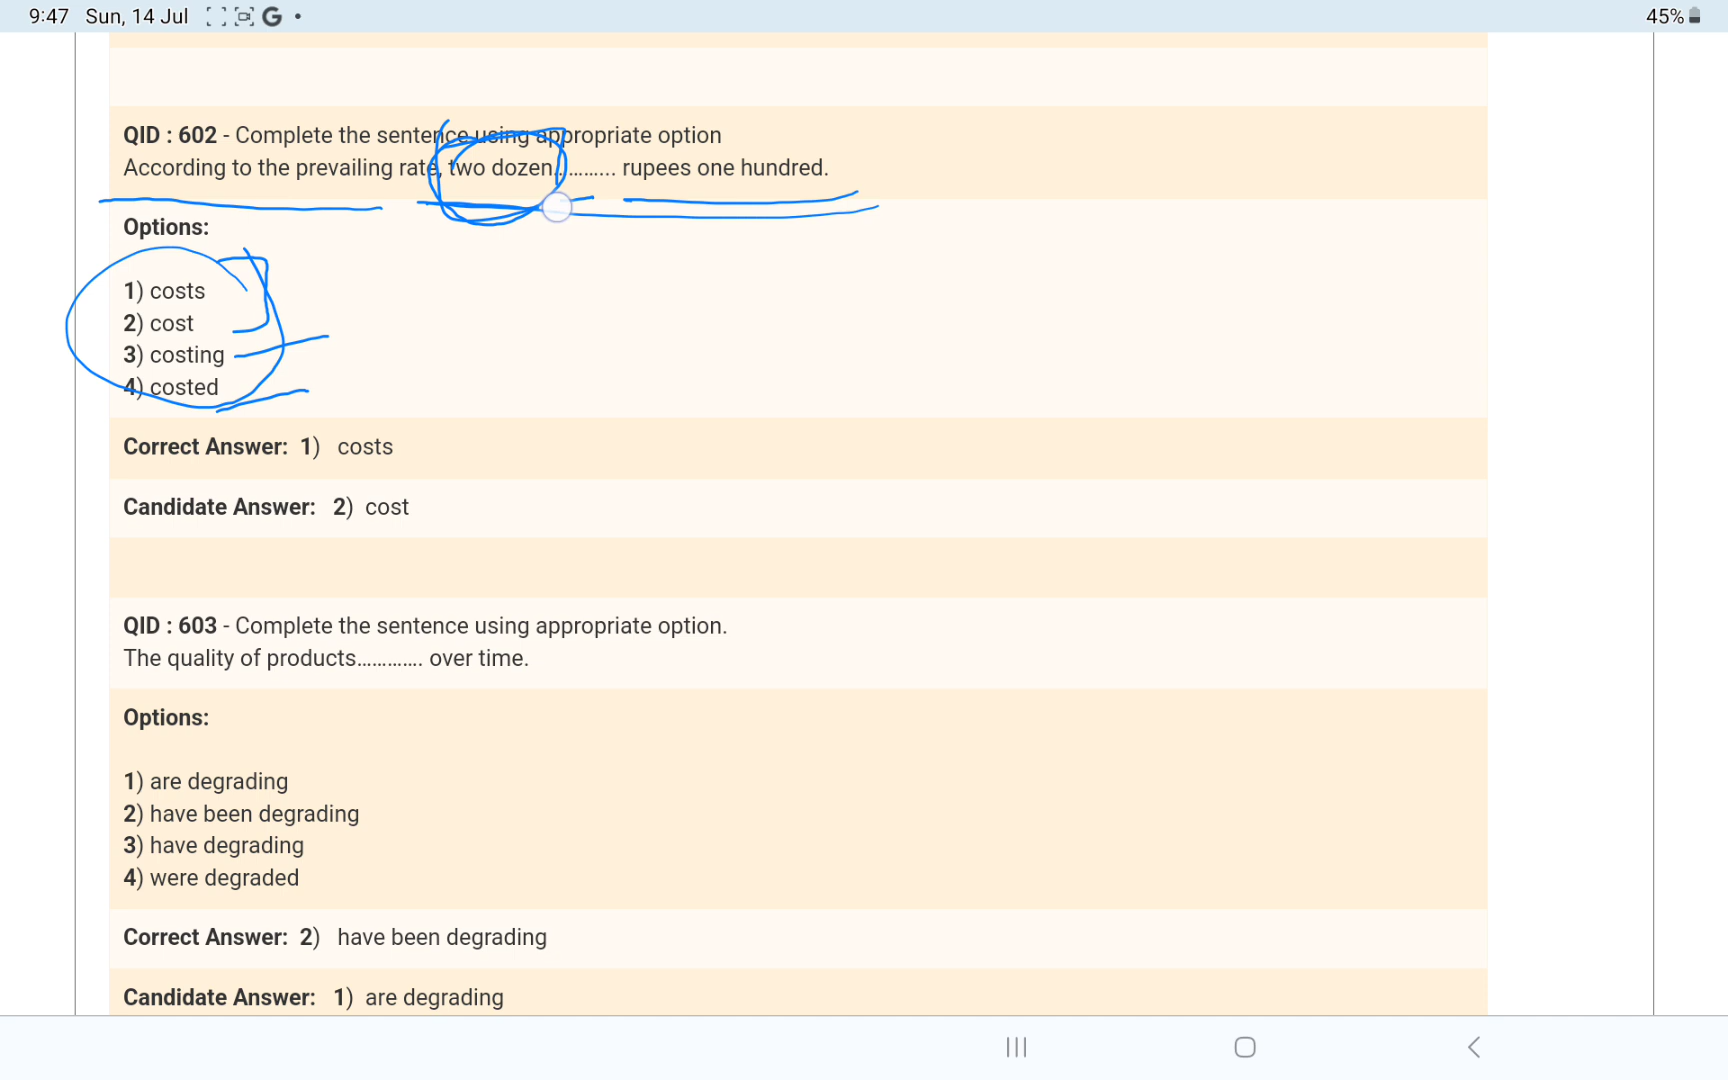 9:47 Sun, 14 Jul G 45%
QID : 602 - Complete the sentence using appropriate option
According to the prevailing rate, two dozen............ rupees one hundred.
Options:
1) costs
2) cost
3) costing
4) costed
Correct Answer: 1) costs
Candidate Answer: 2) cost
QID : 603 - Complete the sentence using appropriate option.
The quality of products............. over time.
Options:
1) are degrading
2) have been degrading
3) have degrading
4) were degraded
Correct Answer: 2) have been degrading
Candidate Answer: 1) are degrading